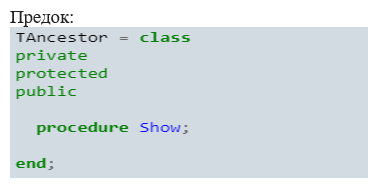 Предок:
TAncestor = class
private
protected
public
procedure Show;
end;